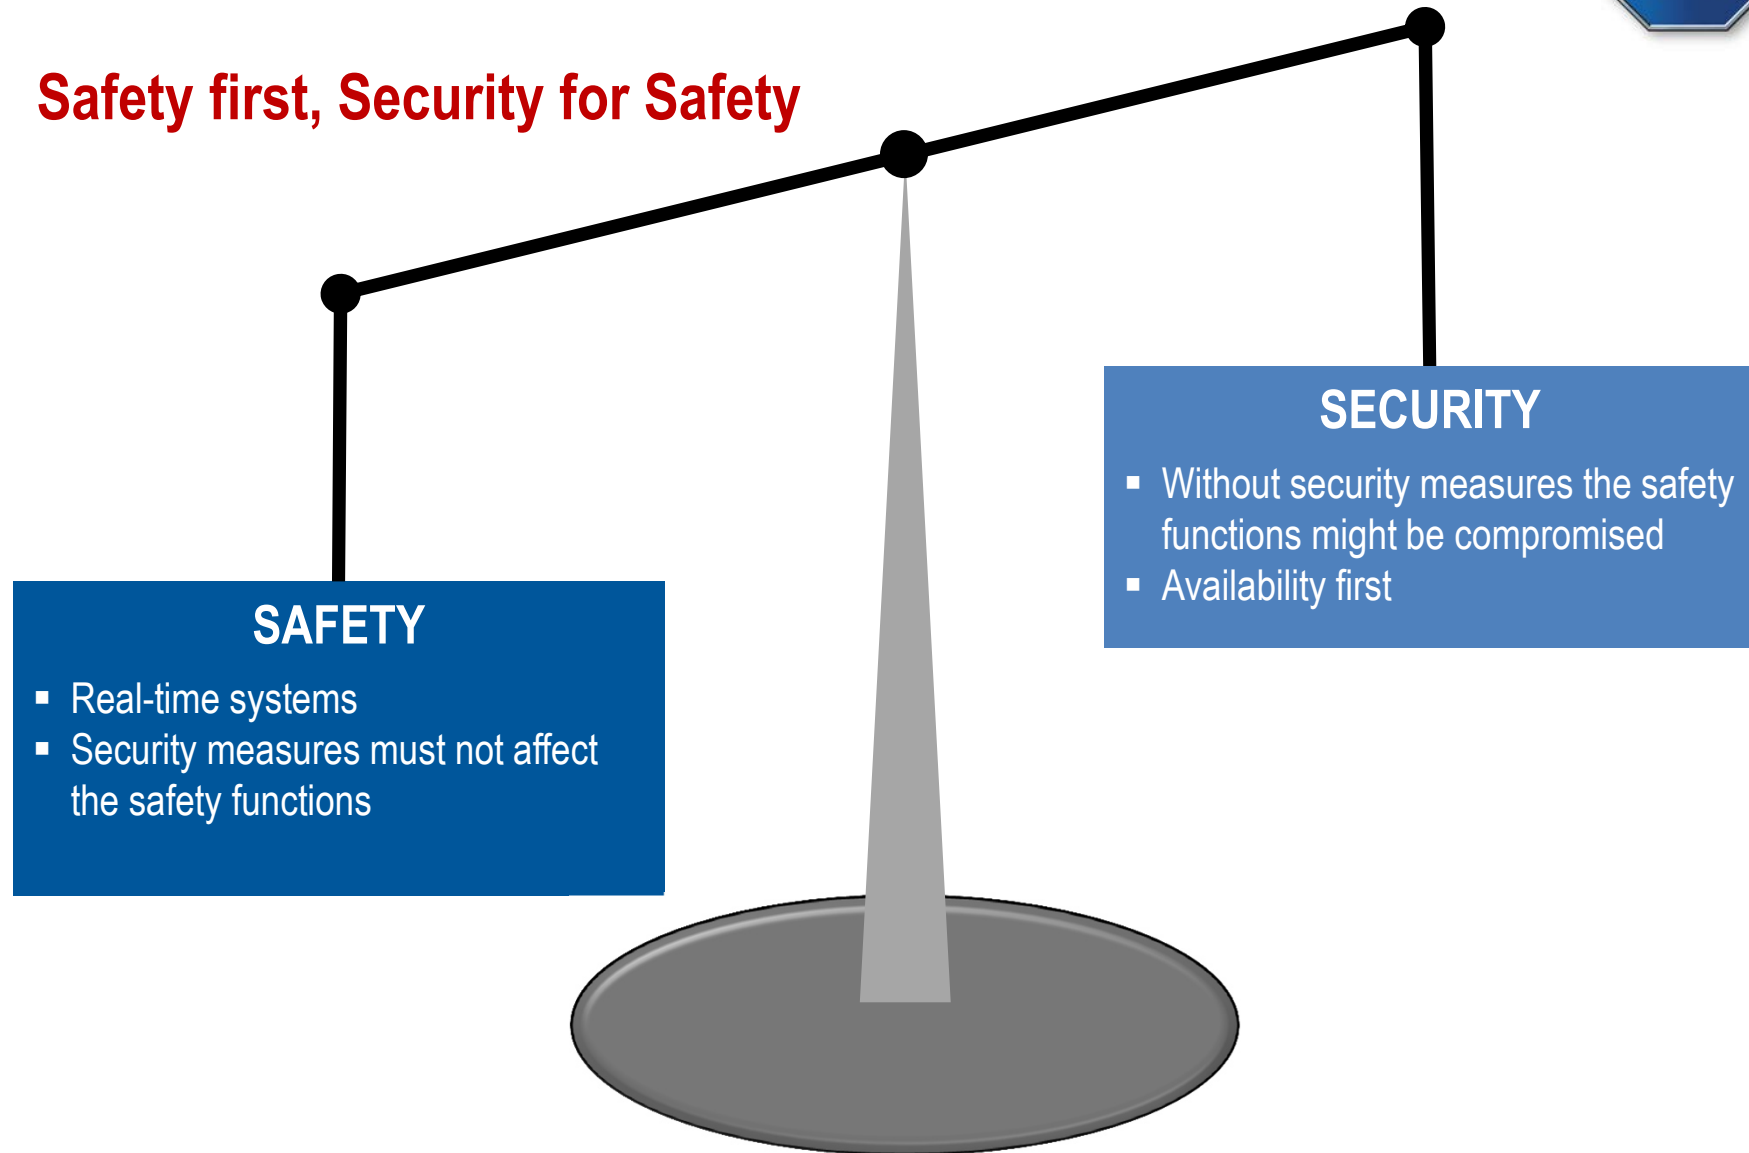 Safety first, Security for Safety
SECURITY
▪ Without security measures the safety
functions might be compromised
▪ Availability first
SAFETY
▪ Real-time systems
▪ Security measures must not affect
the safety functions